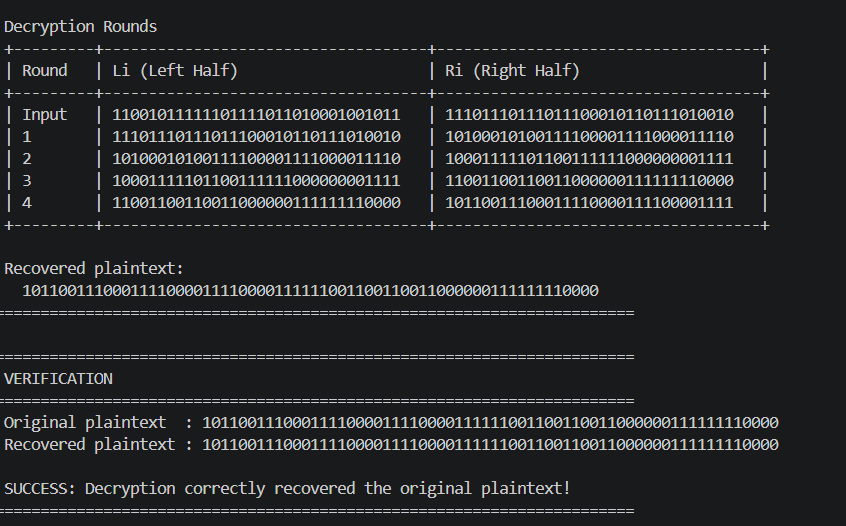 Decryption Rounds
+---------+------------------------------------+------------------------------------+
| Round   | Li (Left Half)                     | Ri (Right Half)                    |
+---------+------------------------------------+------------------------------------+
| Input   | 11001011111101111011010001001011   | 11101110111011100010110111010010   |
| 1       | 11101110111011100010110111010010   | 10100010100111100001111000011110   |
| 2       | 10100010100111100001111000011110   | 10001111101100111111000000001111   |
| 3       | 10001111101100111111000000001111   | 11001100110011000000111111110000   |
| 4       | 11001100110011000000111111110000   | 10110011100011110000111100001111   |
+---------+------------------------------------+------------------------------------+
Recovered plaintext:
1011001110001111000011110000111111001100110011000000111111110000
======================================================================
======================================================================
VERIFICATION
======================================================================
Original plaintext  : 1011001110001111000011110000111111001100110011000000111111110000
Recovered plaintext : 1011001110001111000011110000111111001100110011000000111111110000
SUCCESS: Decryption correctly recovered the original plaintext!
======================================================================